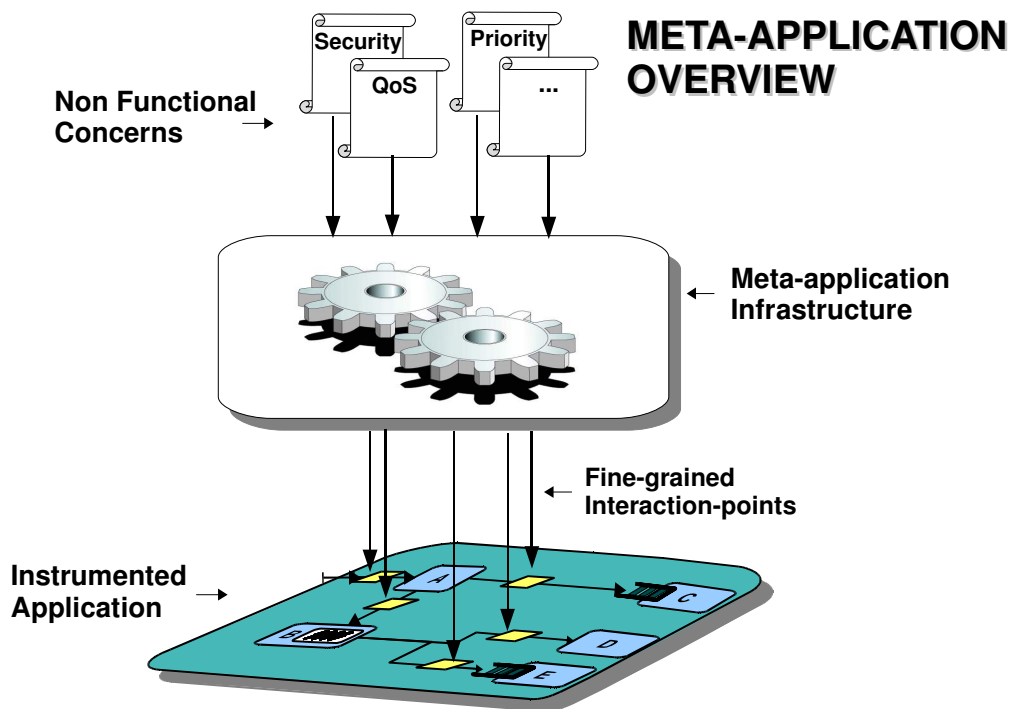 META-APPLICATION
OVERVIEW
Security
Priority
QoS
...
Non Functional
Concerns
Meta-application
Infrastructure
Fine-grained
Interaction-points
Instrumented
Application
A
C
B
D
E